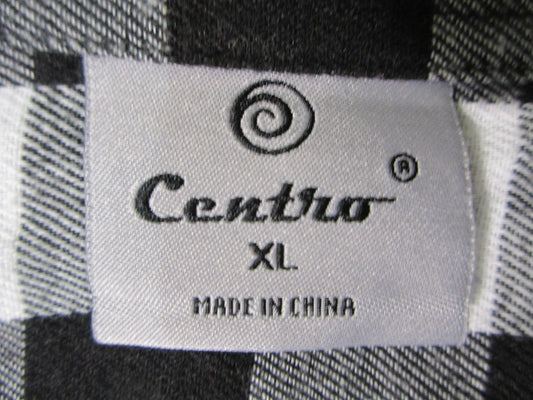 Centro ®
XL
MADE IN CHINA